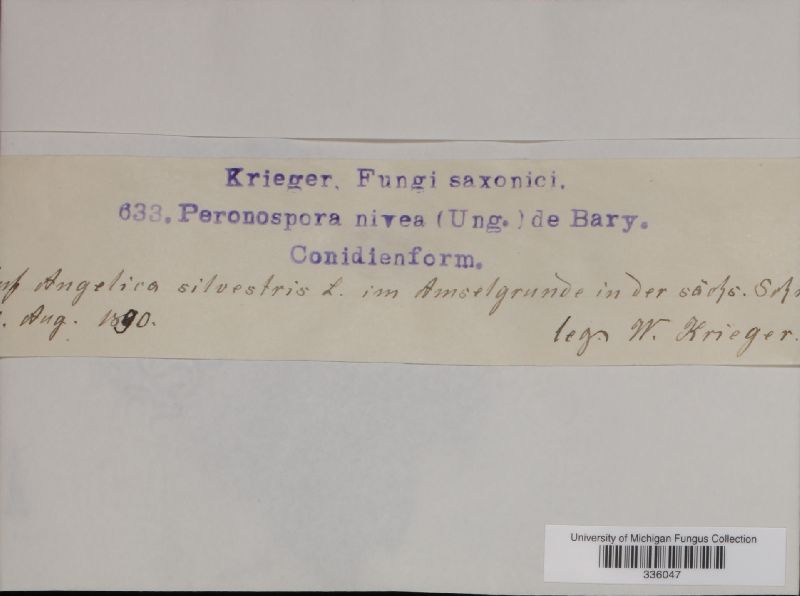 Krieger, Fungi saxonici.
633. Peronospora nivea (Ung.) de Bary.
Conidienform.
Angelica silvestris L. im Amselgrunde in der sächs.
Aug. 1890.
leg. W. Krieger.
University of Michigan Fungus Collection
336047